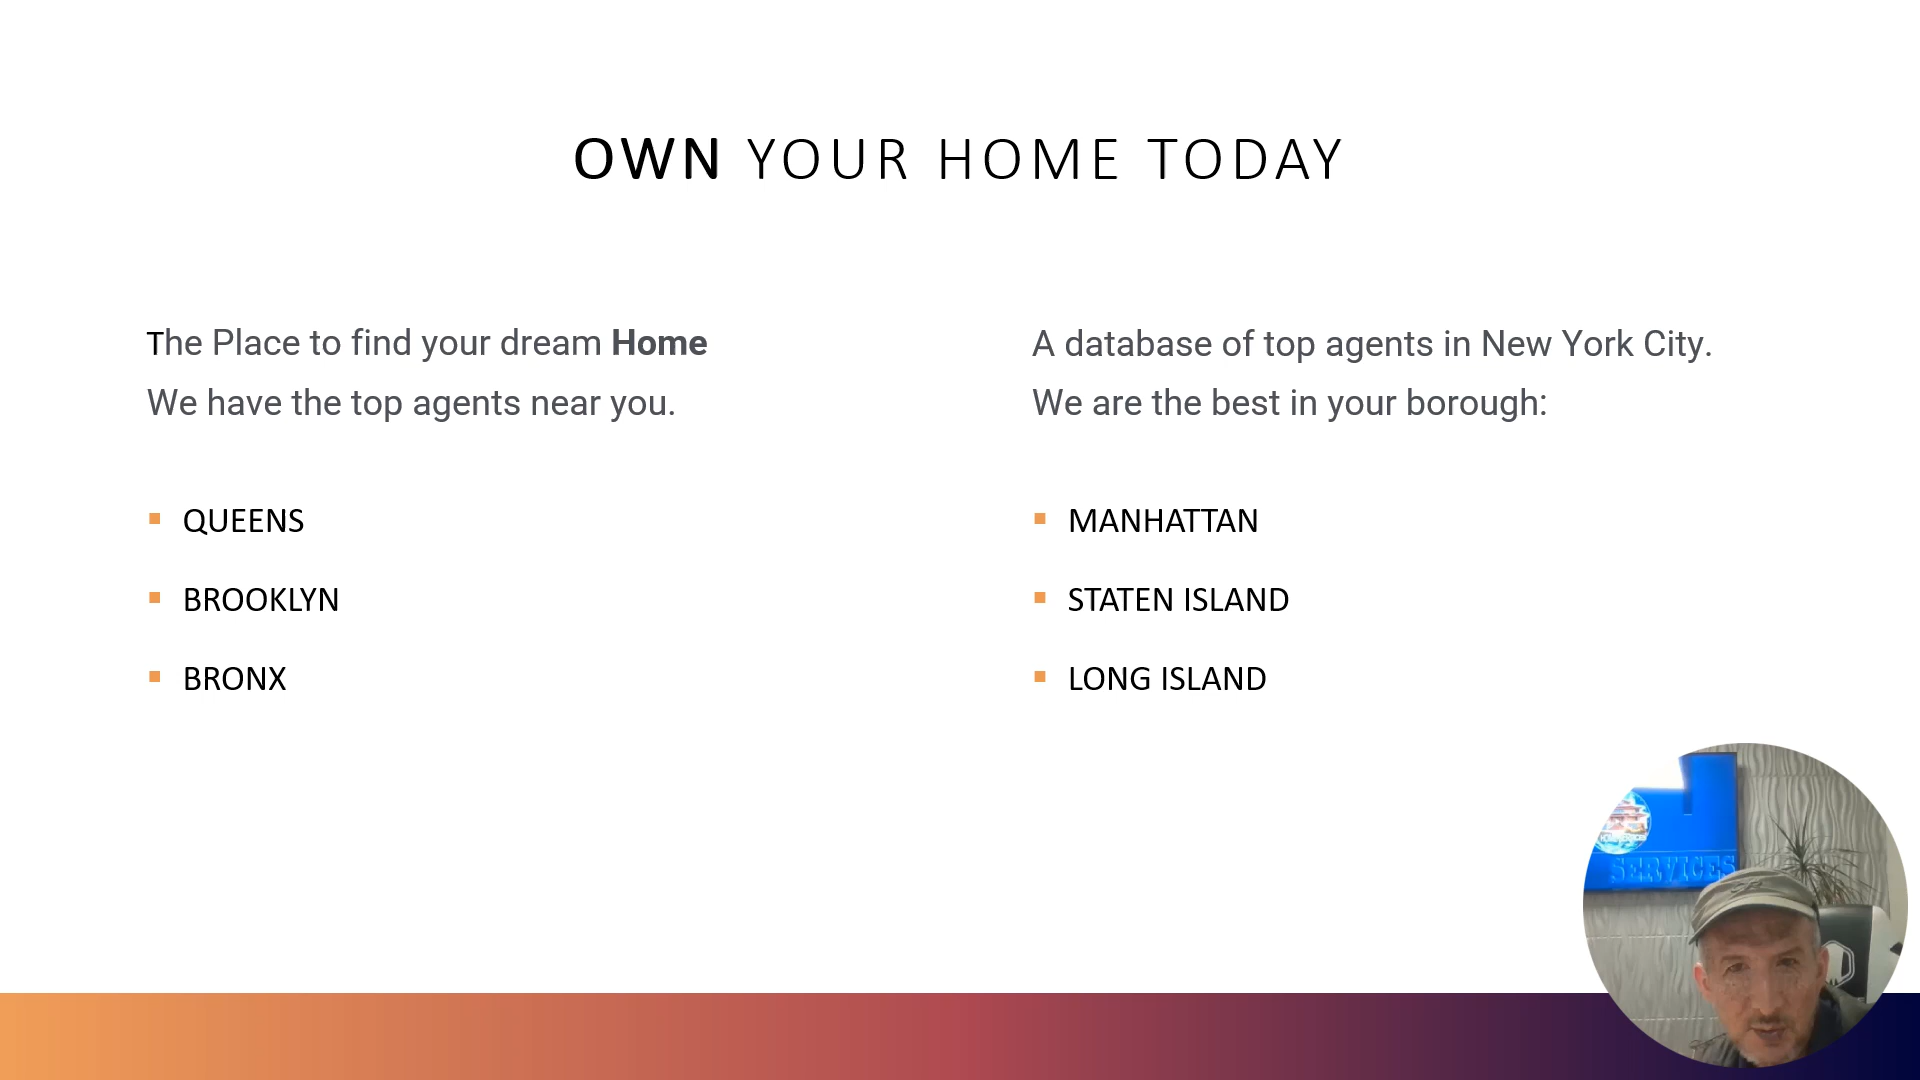 OWN YOUR HOME TODAY
The Place to find your dream Home
We have the top agents near you.
QUEENS
BROOKLYN
BRONX
A database of top agents in New York City.
We are the best in your borough:
MANHATTAN
STATEN ISLAND
LONG ISLAND
SERVICES